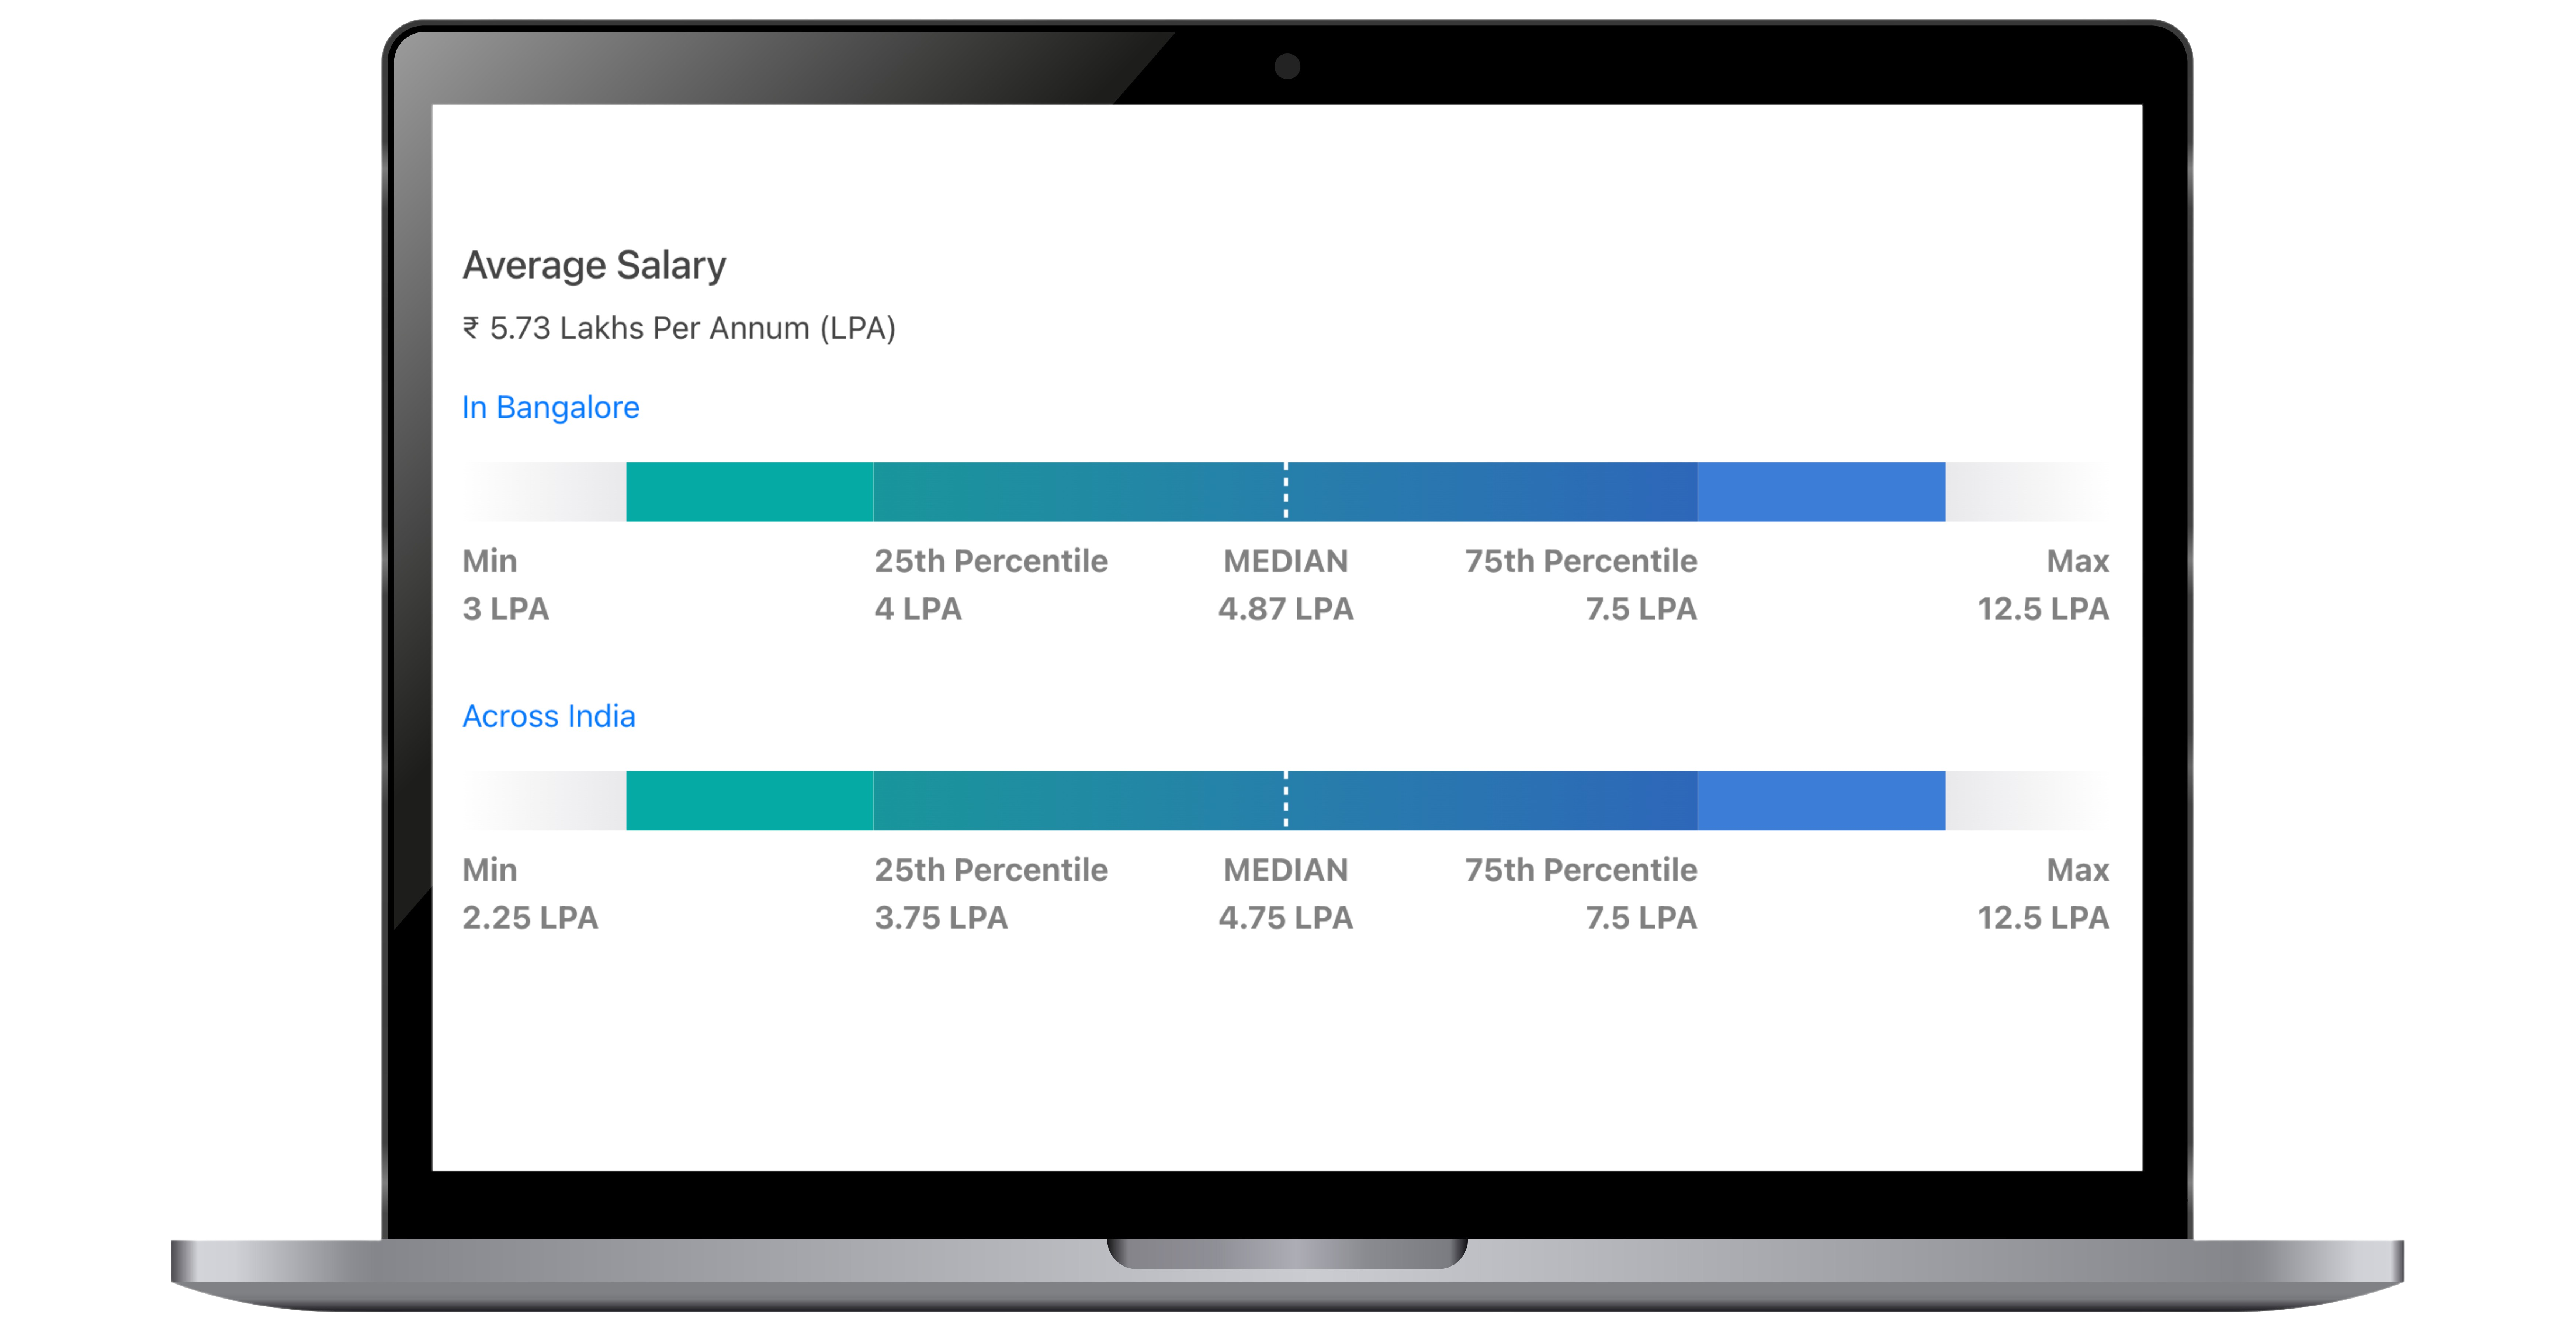 Average Salary
₹ 5.73 Lakhs Per Annum (LPA)
In Bangalore
Min 25th Percentile MEDIAN 75th Percentile Max
3 LPA 4 LPA 4.87 LPA 7.5 LPA 12.5 LPA
Across India
Min 25th Percentile MEDIAN 75th Percentile Max
2.25 LPA 3.75 LPA 4.75 LPA 7.5 LPA 12.5 LPA